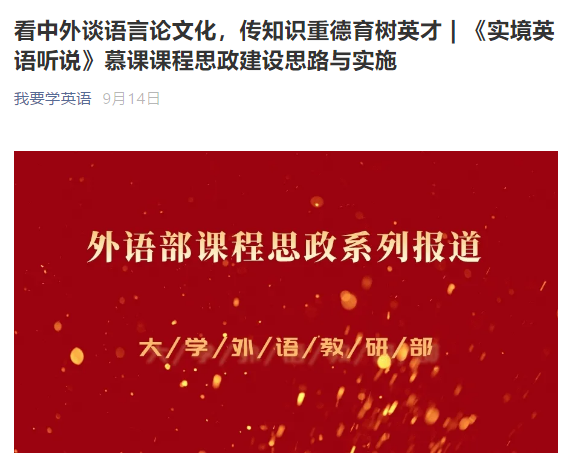 看中外谈语言论文化，传知识重德育树英才｜《实境英
语听说》慕课课程思政建设思路与实施
我要学英语 9月14日
外语部课程思政系列报道
大/学/外/语/教/研/部